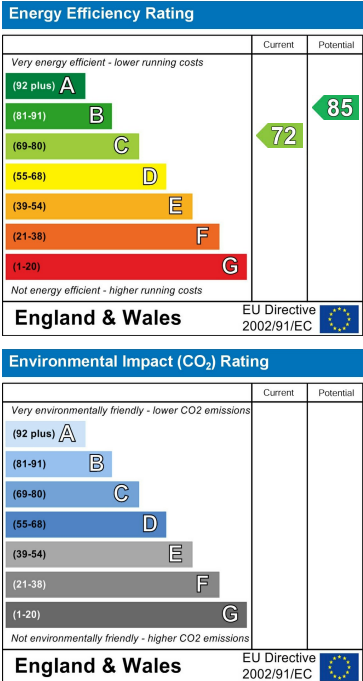 Energy Efficiency Rating
Current Potential
Very energy efficient - lower running costs
(92 plus) A
(81-91) B
(69-80) C
(55-68) D
(39-54) E
(21-38) F
(1-20) G
72
85
Not energy efficient - higher running costs
England & Wales
EU Directive
2002/91/EC
Environmental Impact (CO₂) Rating
Current Potential
Very environmentally friendly - lower CO2 emissions
(92 plus) A
(81-91) B
(69-80) C
(55-68) D
(39-54) E
(21-38) F
(1-20) G
Not environmentally friendly - higher CO2 emissions
England & Wales
EU Directive
2002/91/EC